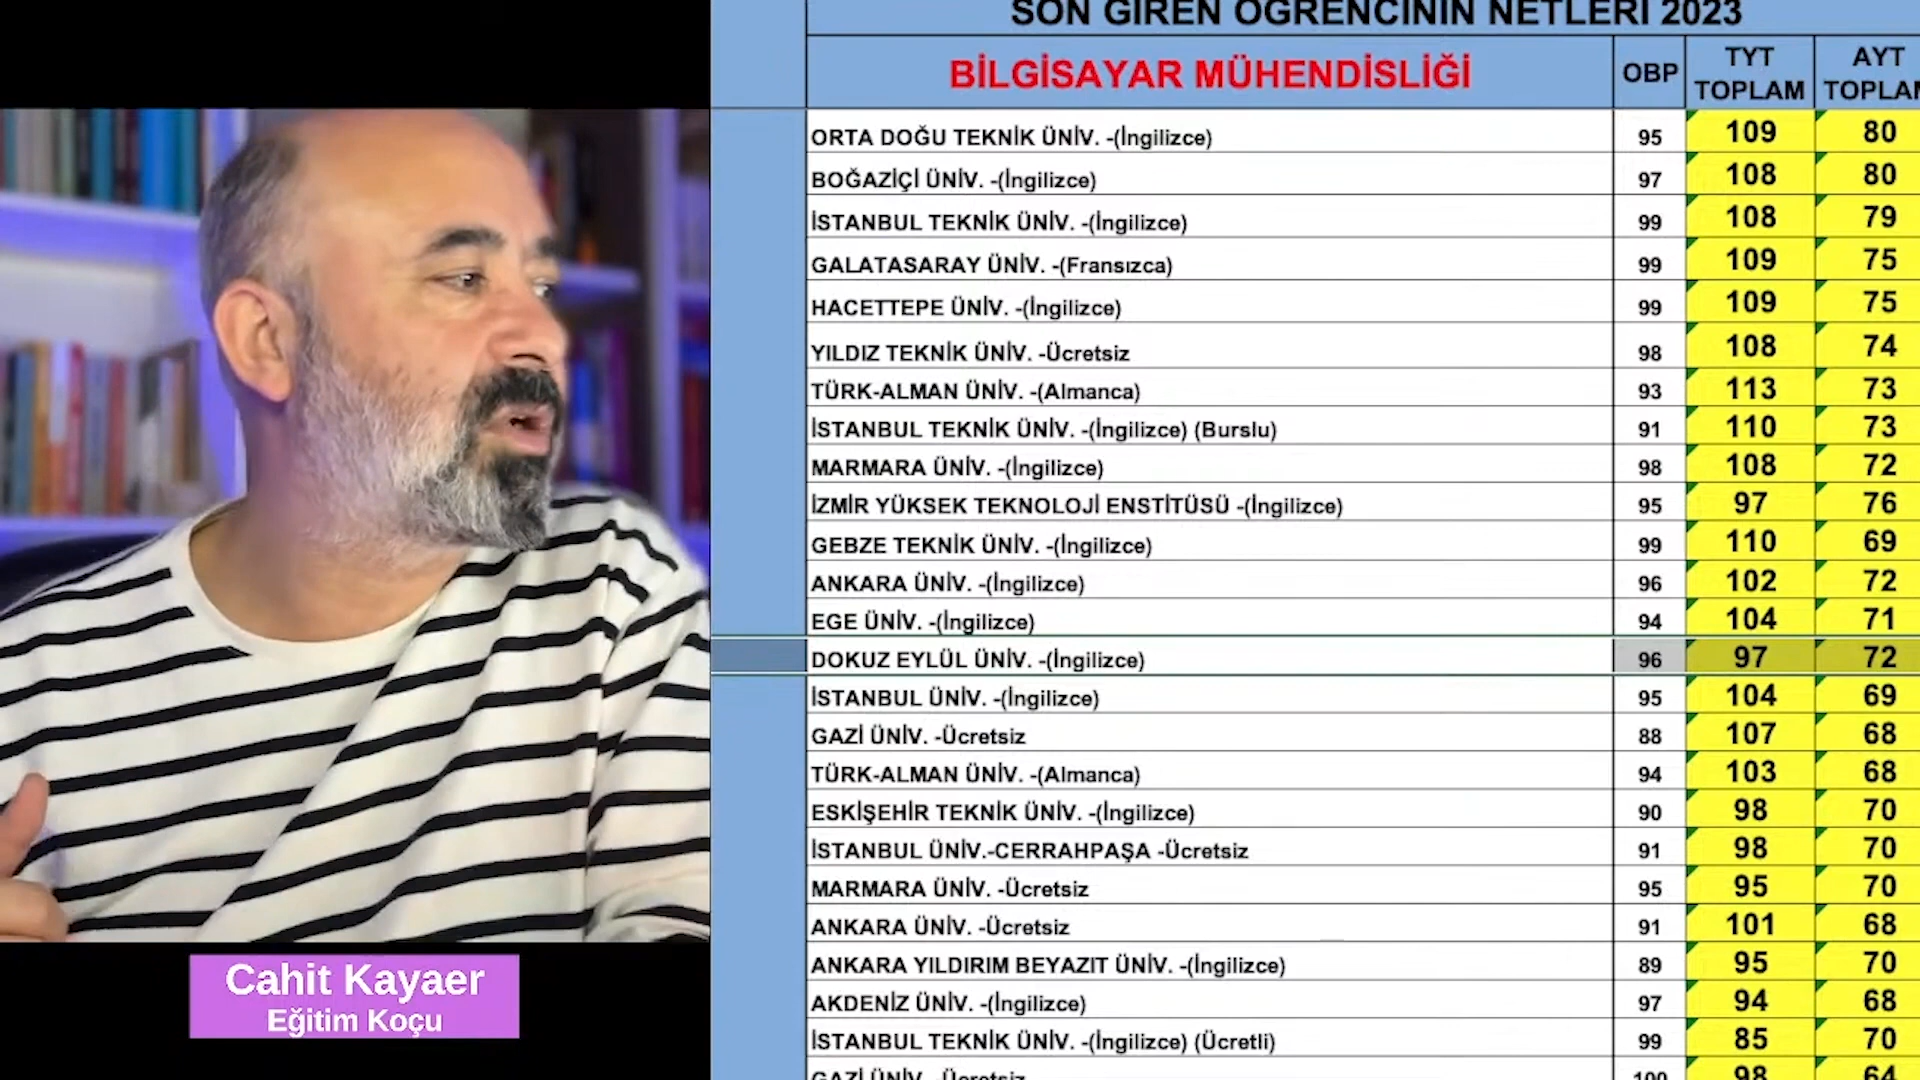 SON GİREN ÖĞRENCİNİN NETLERİ 2023
BİLGİSAYAR MÜHENDİSLİĞİ OBP TYT TOPLAM AYT
ORTA DOĞU TEKNİK ÜNİV. -(İngilizce) 95 109 80
BOĞAZİÇİ ÜNİV. -(İngilizce) 97 108 80
İSTANBUL TEKNİK ÜNİV. -(İngilizce) 99 108 79
GALATASARAY ÜNİV. -(Fransızca) 99 109 75
HACETTEPE ÜNİV. -(İngilizce) 99 109 75
YILDIZ TEKNİK ÜNİV. -Ücretsiz 98 108 74
TÜRK-ALMAN ÜNİV. -(Almanca) 93 113 73
İSTANBUL TEKNİK ÜNİV. -(İngilizce) (Burslu) 91 110 73
MARMARA ÜNİV. -(İngilizce) 98 108 72
İZMİR YÜKSEK TEKNOLOJİ ENSTİTÜSÜ -(İngilizce) 95 97 76
GEBZE TEKNİK ÜNİV. -(İngilizce) 99 110 69
ANKARA ÜNİV. -(İngilizce) 96 102 72
EGE ÜNİV. -(İngilizce) 94 104 71
DOKUZ EYLÜL ÜNİV. -(İngilizce) 96 97 72
İSTANBUL ÜNİV. -(İngilizce) 95 104 69
GAZİ ÜNİV. -Ücretsiz 88 107 68
TÜRK-ALMAN ÜNİV. -(Almanca) 94 103 68
ESKİŞEHİR TEKNİK ÜNİV. -(İngilizce) 90 98 70
İSTANBUL ÜNİV.-CERRAHPAŞA -Ücretsiz 91 98 70
MARMARA ÜNİV. -Ücretsiz 95 95 70
ANKARA ÜNİV. -Ücretsiz 91 101 68
ANKARA YILDIRIM BEYAZIT ÜNİV. -(İngilizce) 89 95 70
AKDENİZ ÜNİV. -(İngilizce) 97 94 68
İSTANBUL TEKNİK ÜNİV. -(İngilizce) (Ücretli) 99 85 70
GAZİ ÜNİV. -Ücretsiz 100 98 64
Cahit Kayaer
Eğitim Koçu